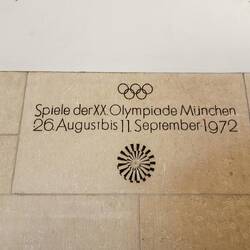 Spiele der XX. Olympiade München
26. August bis 11. September 1972